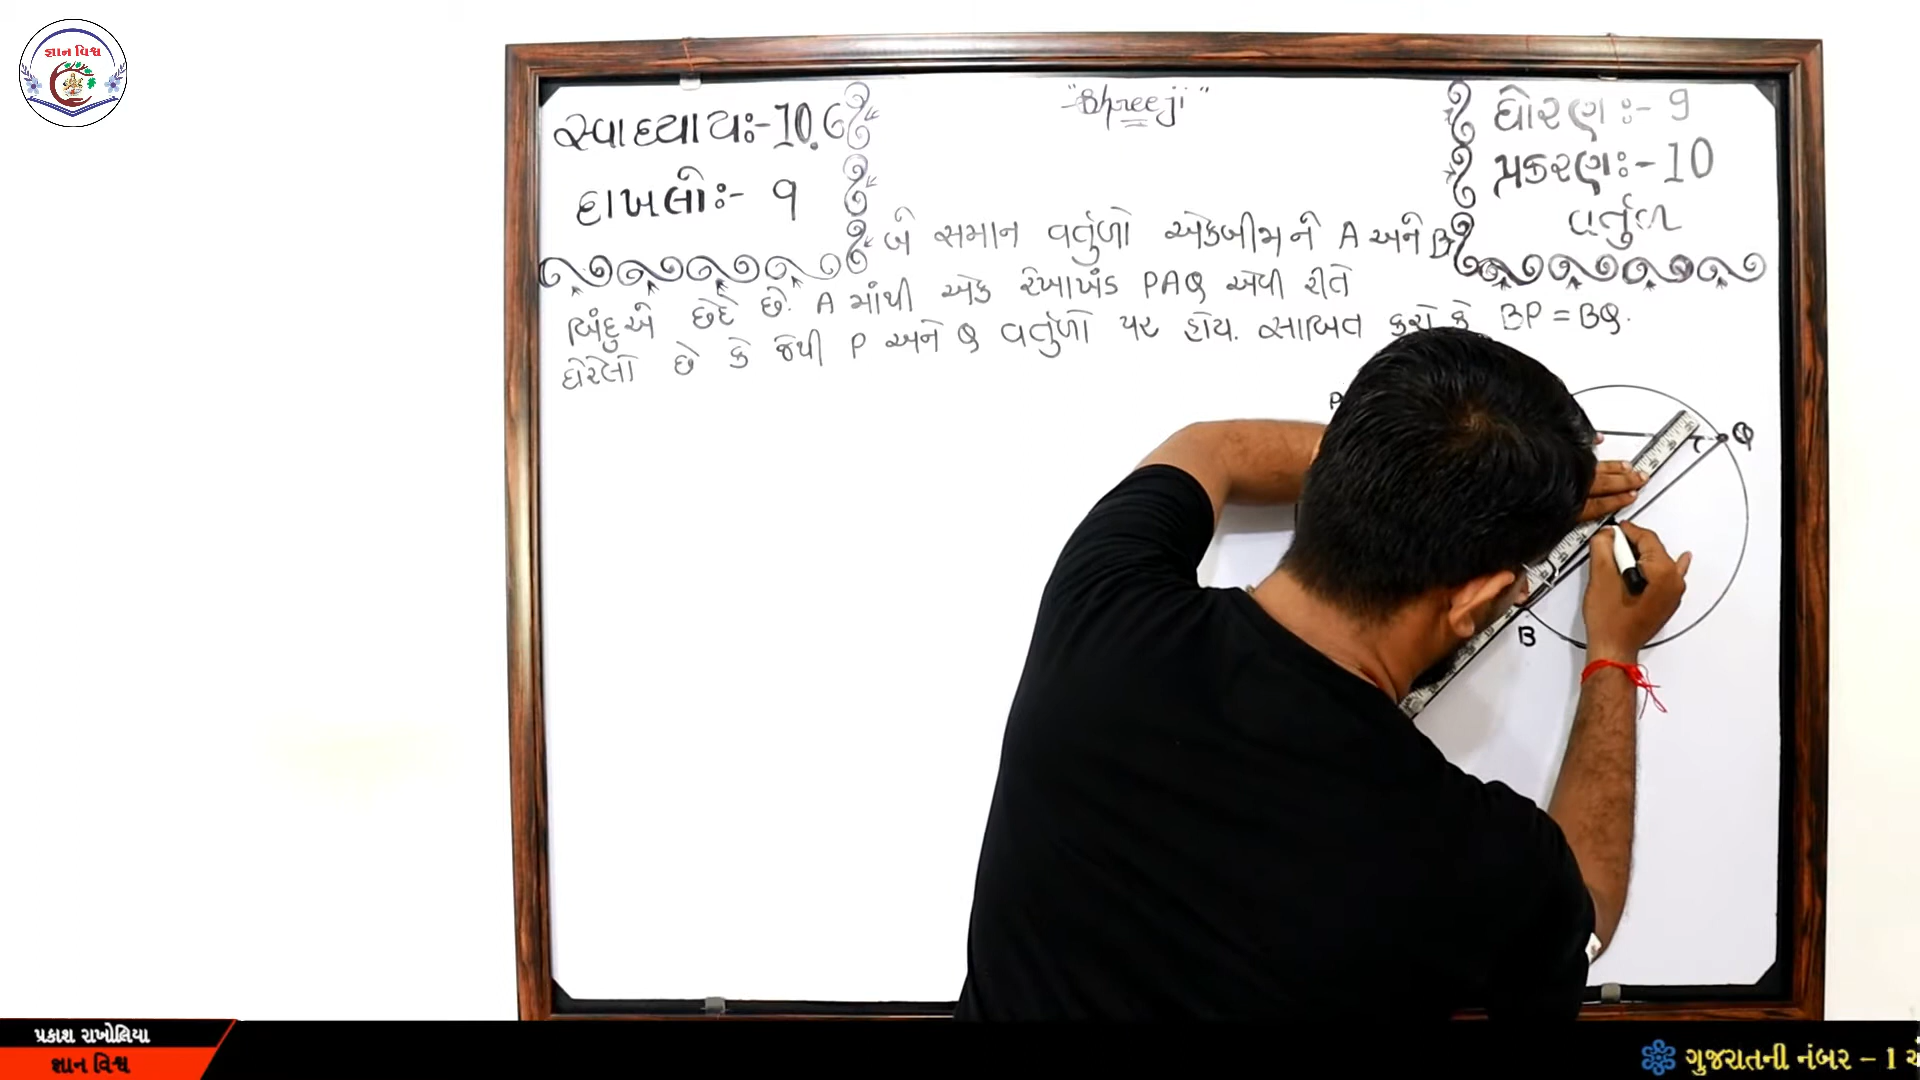 જ્ઞાન વિશ્વ
સ્વાધ્યાયઃ- 10.6
દાખલોઃ- 9
"Shreeji"
ધોરણઃ- 9
પ્રકરણઃ- 10
વર્તુળ
બે સમાન વર્તુળો એકબીજાને A અને B
બિંદુએ છેદે છે. A માંથી એક રેખાખંડ PAQ એવી રીતે
દોરેલો છે કે જેથી P અને Q વર્તુળો પર હોય. સાબિત કરો કે BP = BQ.
P
Q
B
પ્રકાશ રાખોલિયા
જ્ઞાન વિશ્વ
ગુજરાતની નંબર – 1